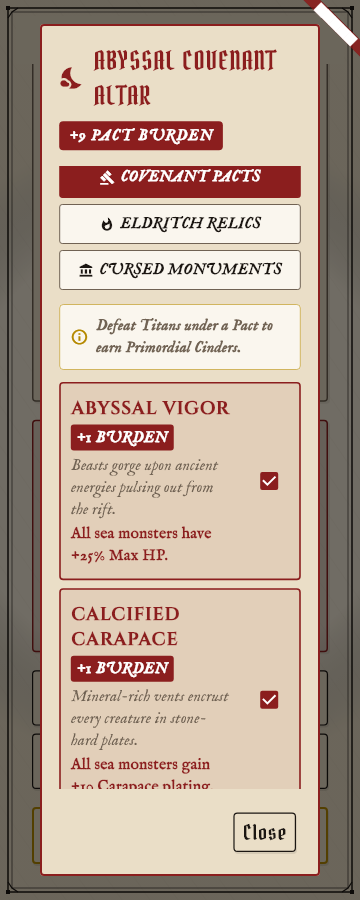 ABYSSAL COVENANT
ALTAR
+9 PACT BURDEN
COVENANT PACTS
ELDRITCH RELICS
CURSED MONUMENTS
Defeat Titans under a Pact to
earn Primordial Cinders.
ABYSSAL VIGOR
+1 BURDEN
Beasts gorge upon ancient
energies pulsing out from
the rift.
All sea monsters have
+25% Max HP.
CALCIFIED
CARAPACE
+1 BURDEN
Mineral-rich vents encrust
every creature in stone-
hard plates.
All sea monsters gain
+10 Carapace plating.
Close